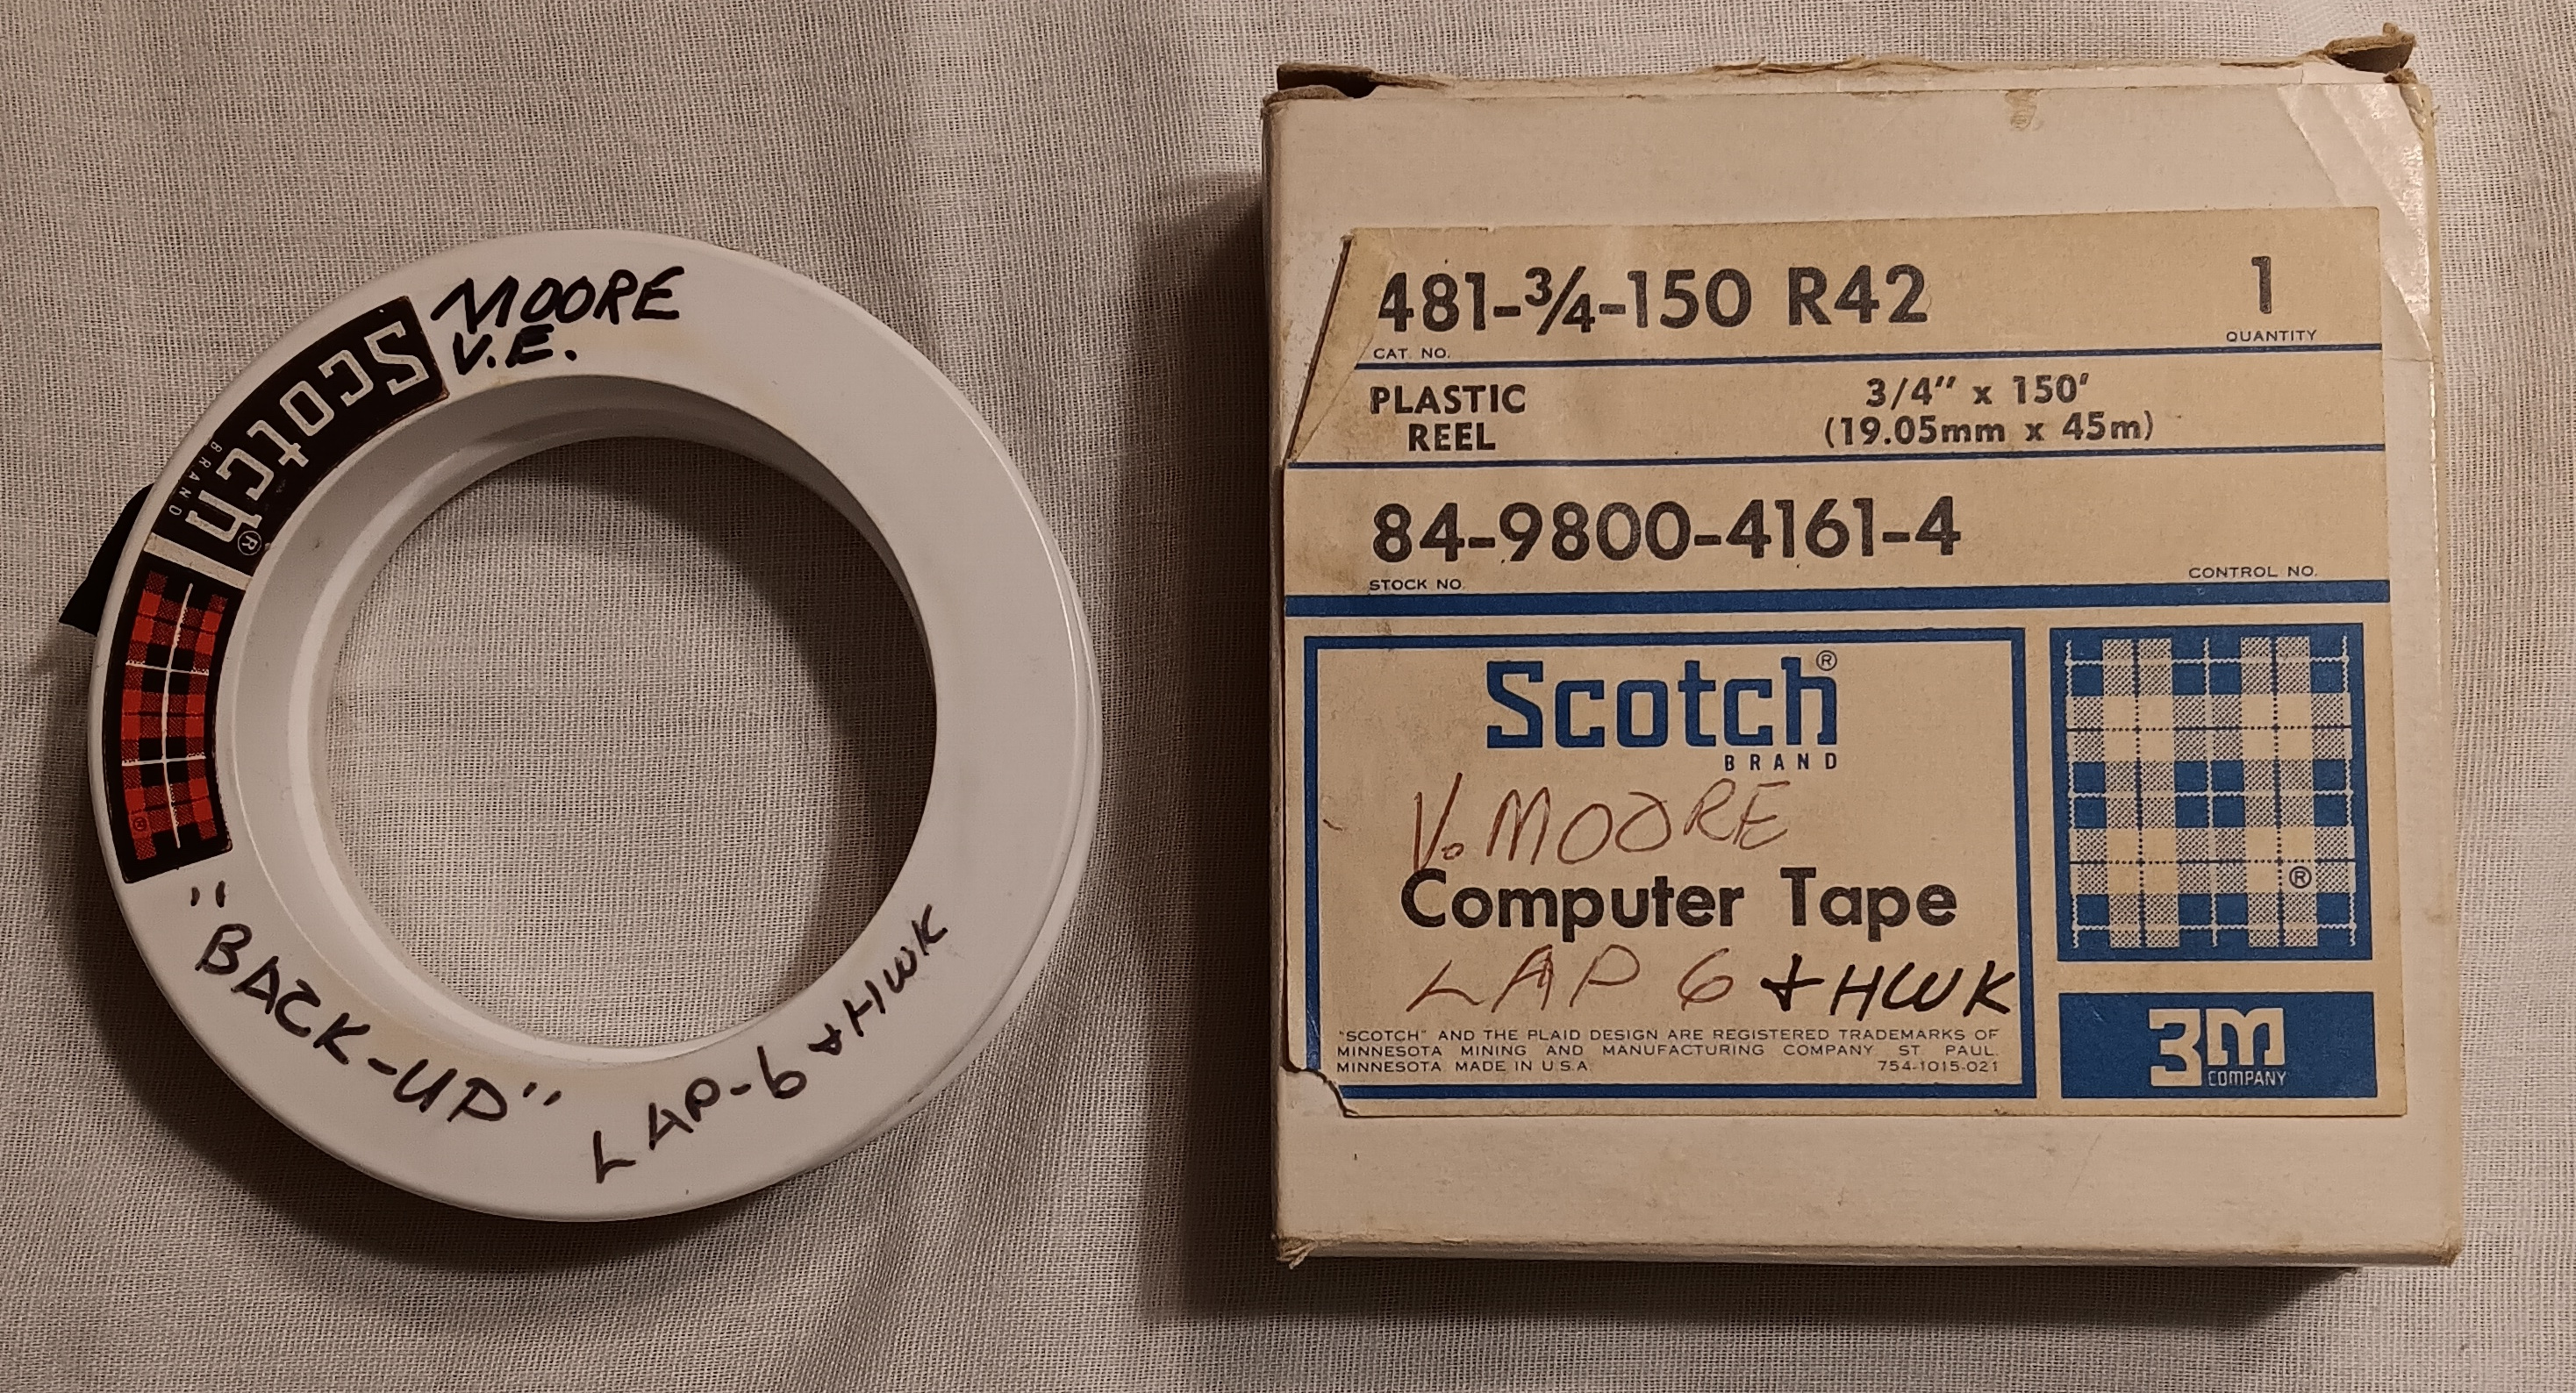 MOORE
V.E.
Scotch®
BRAND
®
"BACK-UP"
LAP-6 + HWK
481-¾-150 R42
1
CAT. NO.
QUANTITY
PLASTIC REEL
3/4" x 150'
(19.05mm x 45m)
84-9800-4161-4
STOCK NO.
CONTROL NO.
Scotch®
BRAND
V. MOORE
Computer Tape
LAP 6 + HWK
"SCOTCH" AND THE PLAID DESIGN ARE REGISTERED TRADEMARKS OF
MINNESOTA MINING AND MANUFACTURING COMPANY ST. PAUL.
MINNESOTA MADE IN U.S.A.
754-1015-021
®
3M
COMPANY